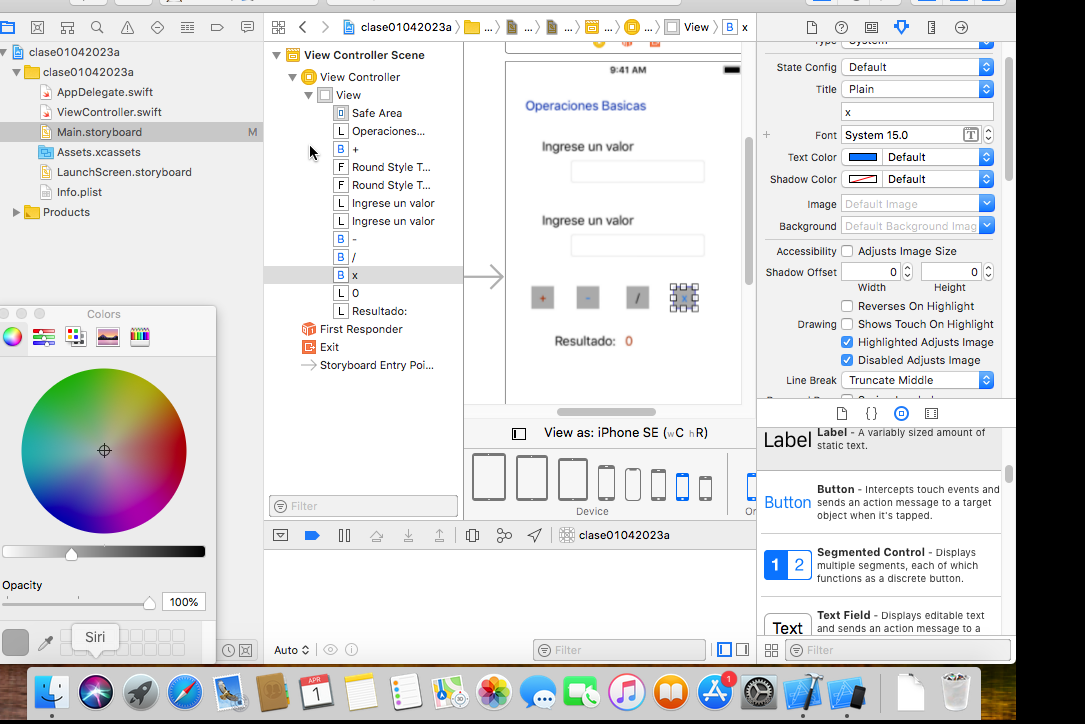 clase01042023a
...
...
...
...
...
View
B
x
clase01042023a
clase01042023a
AppDelegate.swift
ViewController.swift
Main.storyboard
M
Assets.xcassets
LaunchScreen.storyboard
Info.plist
Products
View Controller Scene
View Controller
View
Safe Area
L Operaciones...
B +
F Round Style T...
F Round Style T...
L Ingrese un valor
L Ingrese un valor
B -
B /
B x
L 0
L Resultado:
First Responder
Exit
Storyboard Entry Poi...
Filter
9:41 AM
Operaciones Basicas
Ingrese un valor
Ingrese un valor
+ - / x
Resultado: 0
View as: iPhone SE (wC hR)
Device
clase01042023a
Auto
Filter
Type System
State Config Default
Title Plain
x
Font System 15.0 T
Text Color Default
Shadow Color Default
Image Default Image
Background Default Background Imag
Accessibility Adjusts Image Size
Shadow Offset 0 0
Width Height
Reverses On Highlight
Drawing Shows Touch On Highlight
Highlighted Adjusts Image
Disabled Adjusts Image
Line Break Truncate Middle
{}
Label
Label - A variably sized amount of
static text.
Button
Button - Intercepts touch events and
sends an action message to a target
object when it's tapped.
1 2
Segmented Control - Displays
multiple segments, each of which
functions as a discrete button.
Text
Text Field - Displays editable text
and sends an action message to a
Filter
Colors
Opacity
100%
Siri
APR
1
1